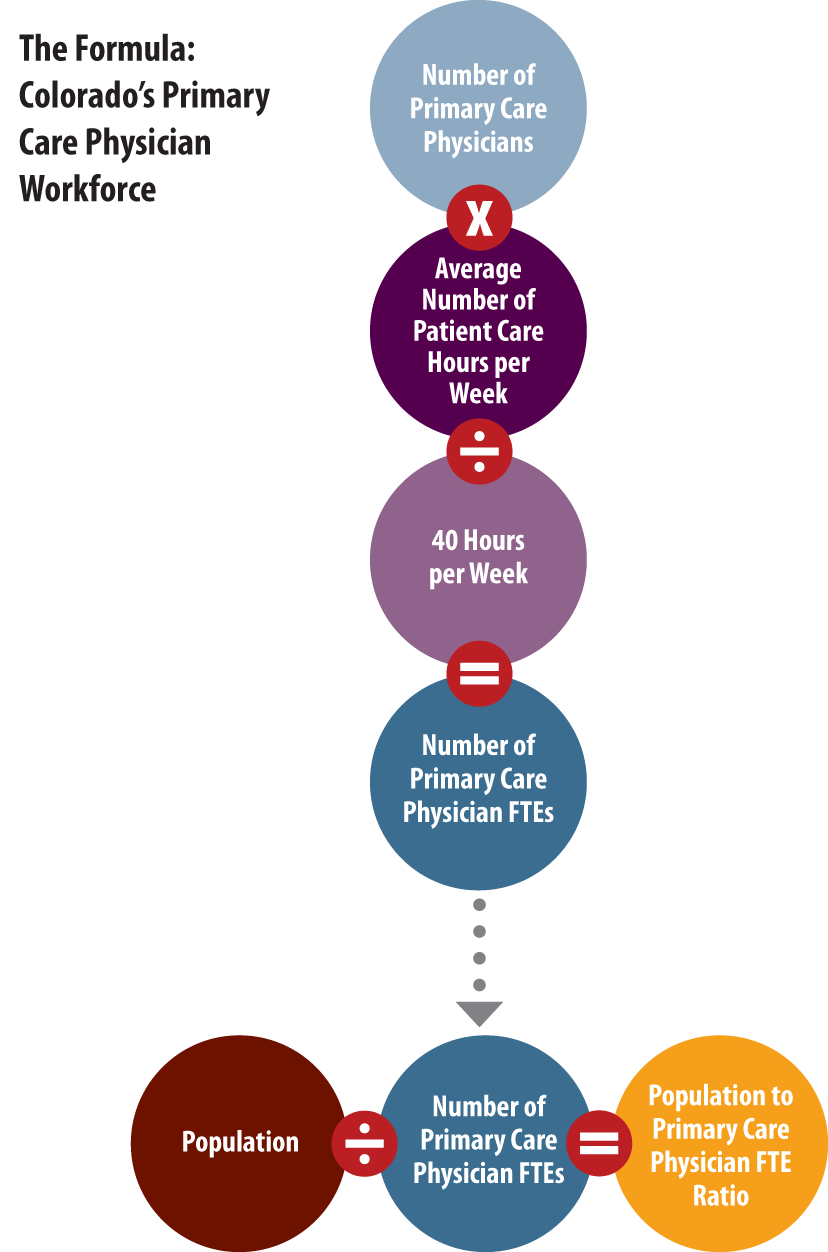 The Formula:
Colorado’s Primary
Care Physician
Workforce
Number of
Primary Care
Physicians
X
Average
Number of
Patient Care
Hours per
Week
÷
40 Hours
per Week
=
Number of
Primary Care
Physician FTEs
Population
÷
Number of
Primary Care
Physician FTEs
=
Population to
Primary Care
Physician FTE
Ratio